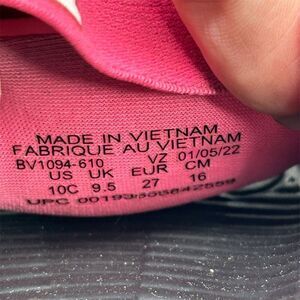 MADE IN VIETNAM
FABRIQUE AU VIETNAM
BV1094-610 VZ 01/05/22
US UK EUR CM
10C 9.5 27 16
UPC